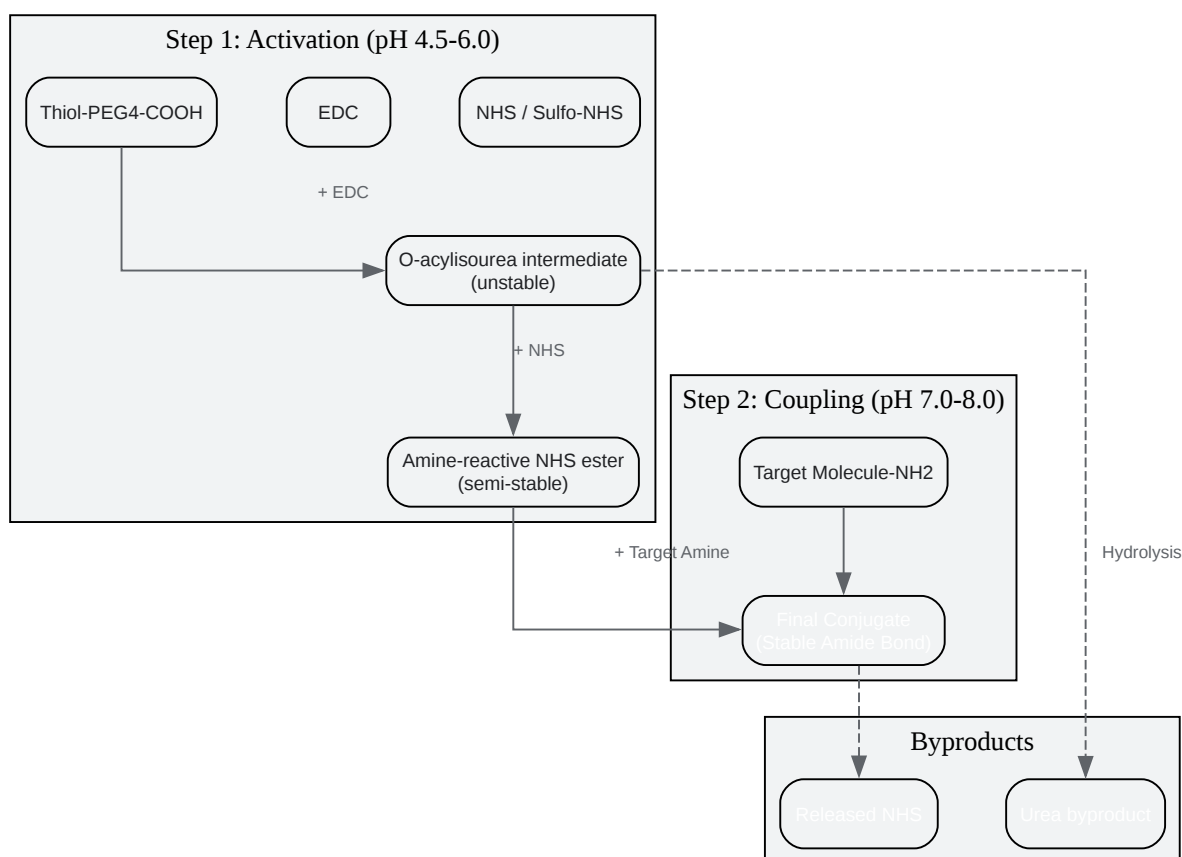 Step 1: Activation (pH 4.5-6.0)
Thiol-PEG4-COOH
EDC
NHS / Sulfo-NHS
+ EDC
O-acylisourea intermediate
(unstable)
+ NHS
Amine-reactive NHS ester
(semi-stable)
Step 2: Coupling (pH 7.0-8.0)
Target Molecule-NH2
+ Target Amine
Hydrolysis
Final Conjugate
(Stable Amide Bond)
Byproducts
Released NHS
Urea byproduct